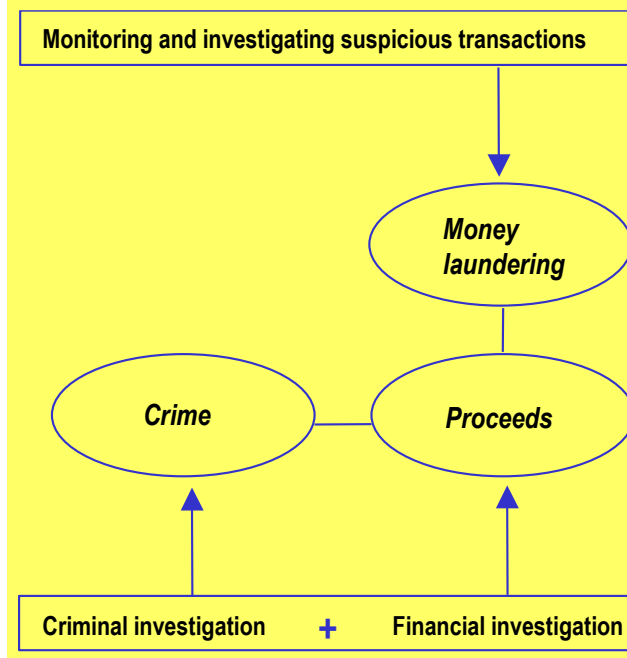 Monitoring and investigating suspicious transactions
Money
laundering
Crime
Proceeds
Criminal investigation + Financial investigation